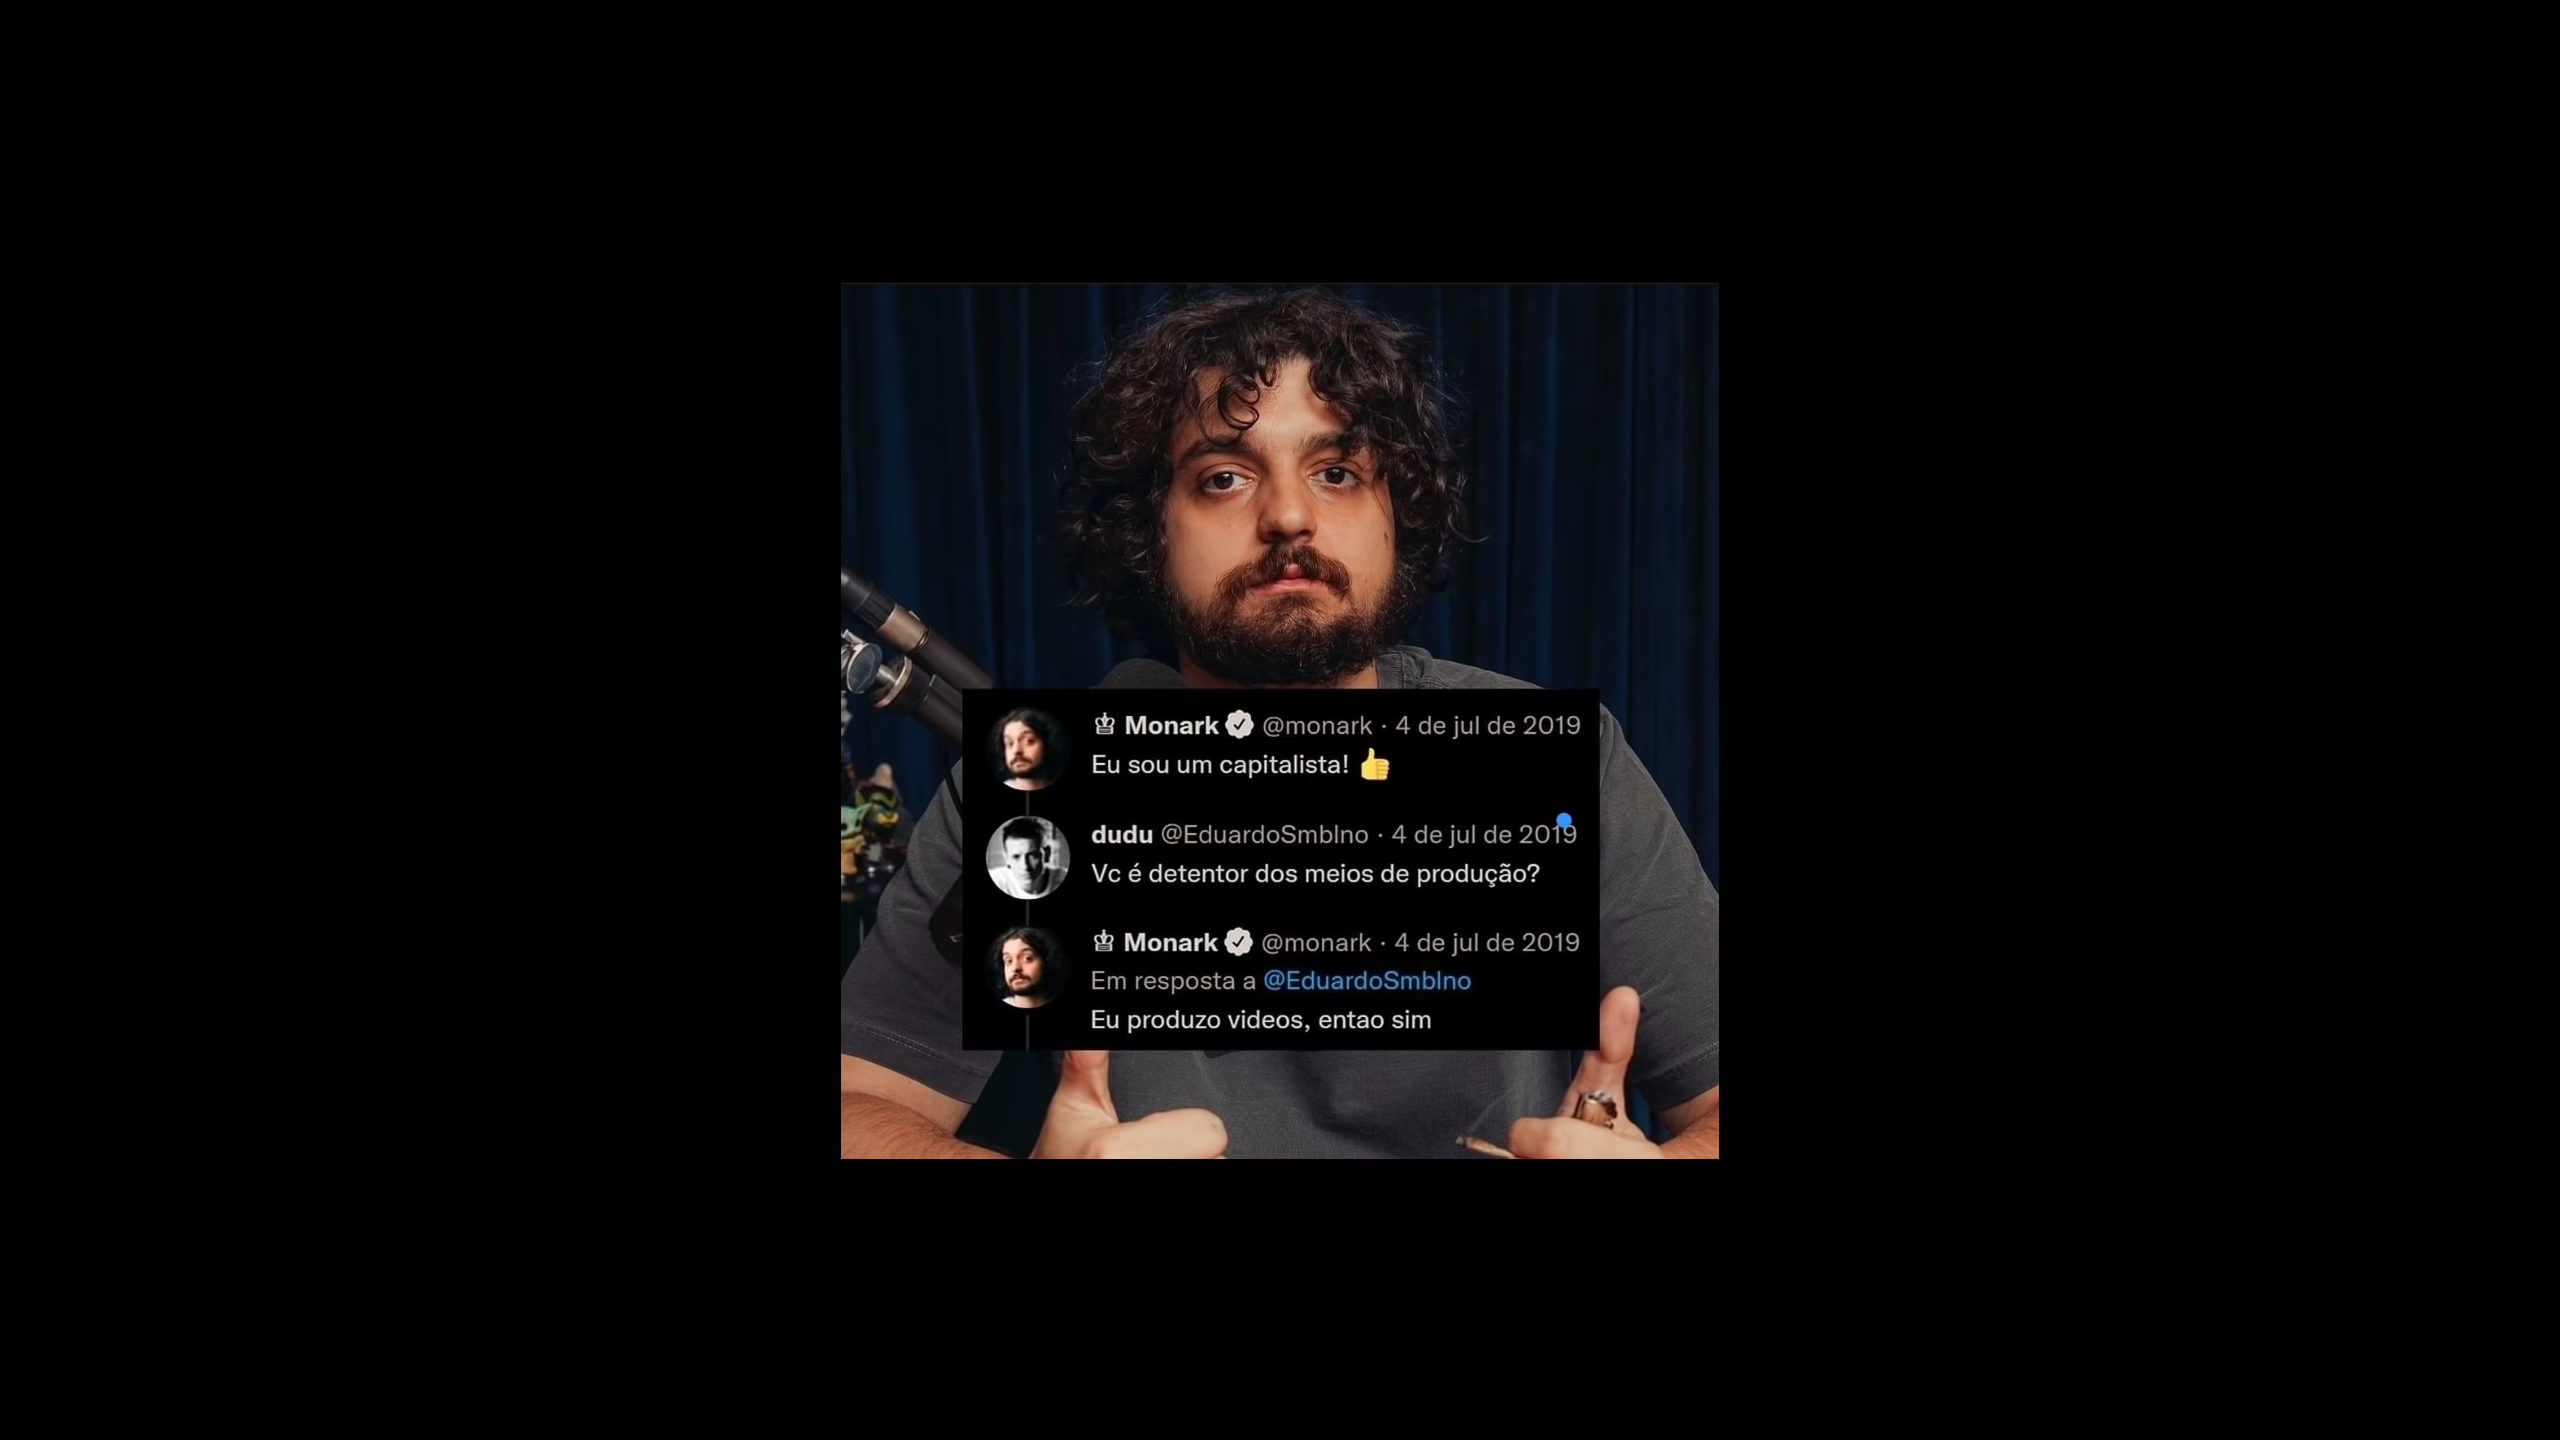 ♔ Monark @monark · 4 de jul de 2019
Eu sou um capitalista! 👍
dudu @EduardoSmblno · 4 de jul de 2019
Vc é detentor dos meios de produção?
♔ Monark @monark · 4 de jul de 2019
Em resposta a @EduardoSmblno
Eu produzo videos, entao sim